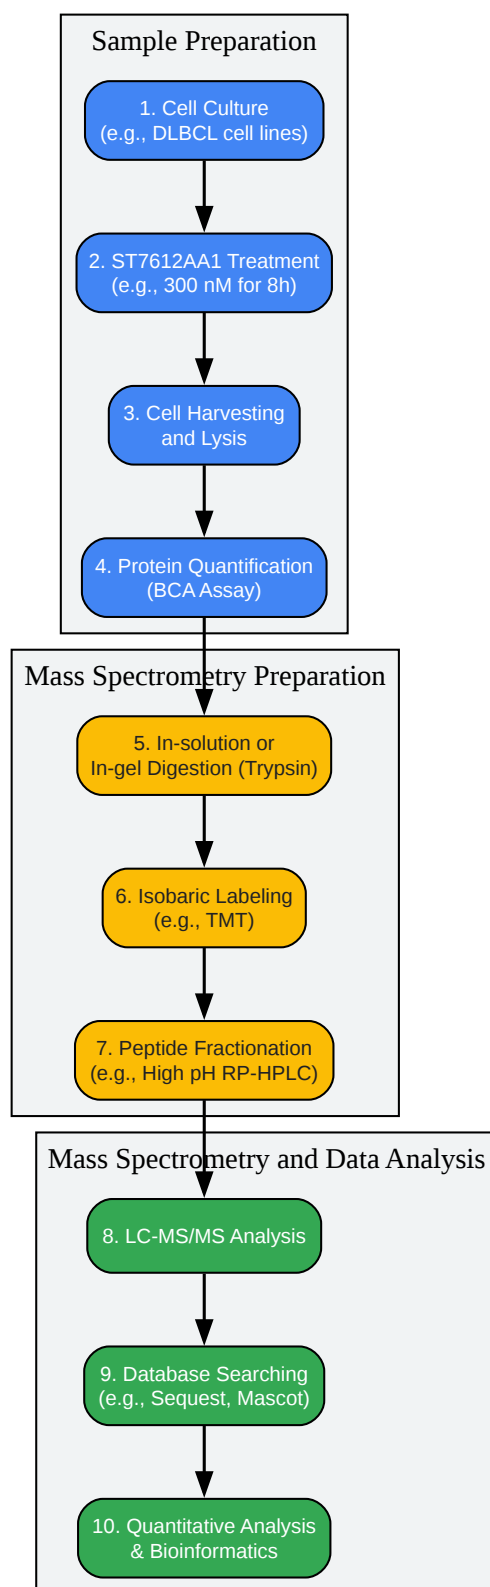 Sample Preparation
1. Cell Culture
(e.g., DLBCL cell lines)
2. ST7612AA1 Treatment
(e.g., 300 nM for 8h)
3. Cell Harvesting
and Lysis
4. Protein Quantification
(BCA Assay)
Mass Spectrometry Preparation
5. In-solution or
In-gel Digestion (Trypsin)
6. Isobaric Labeling
(e.g., TMT)
7. Peptide Fractionation
(e.g., High pH RP-HPLC)
Mass Spectrometry and Data Analysis
8. LC-MS/MS Analysis
9. Database Searching
(e.g., Sequest, Mascot)
10. Quantitative Analysis
& Bioinformatics